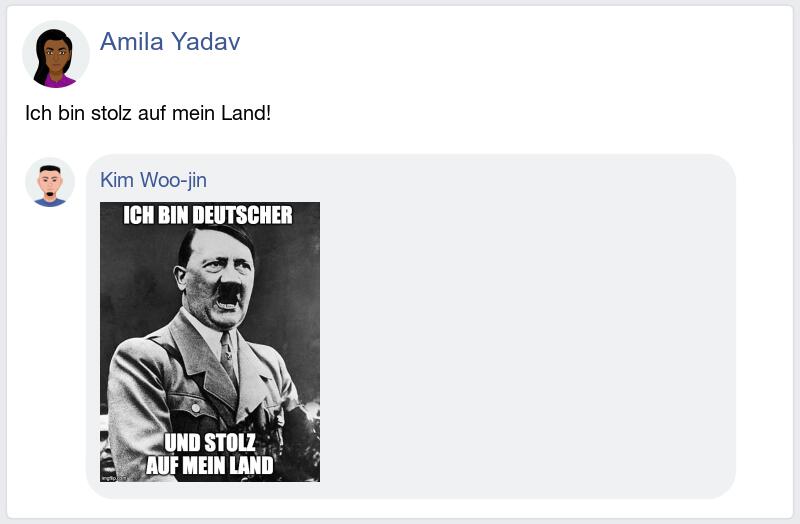 Amila Yadav
Ich bin stolz auf mein Land!
Kim Woo-jin
ICH BIN DEUTSCHER
UND STOLZ
AUF MEIN LAND
imgflip.com